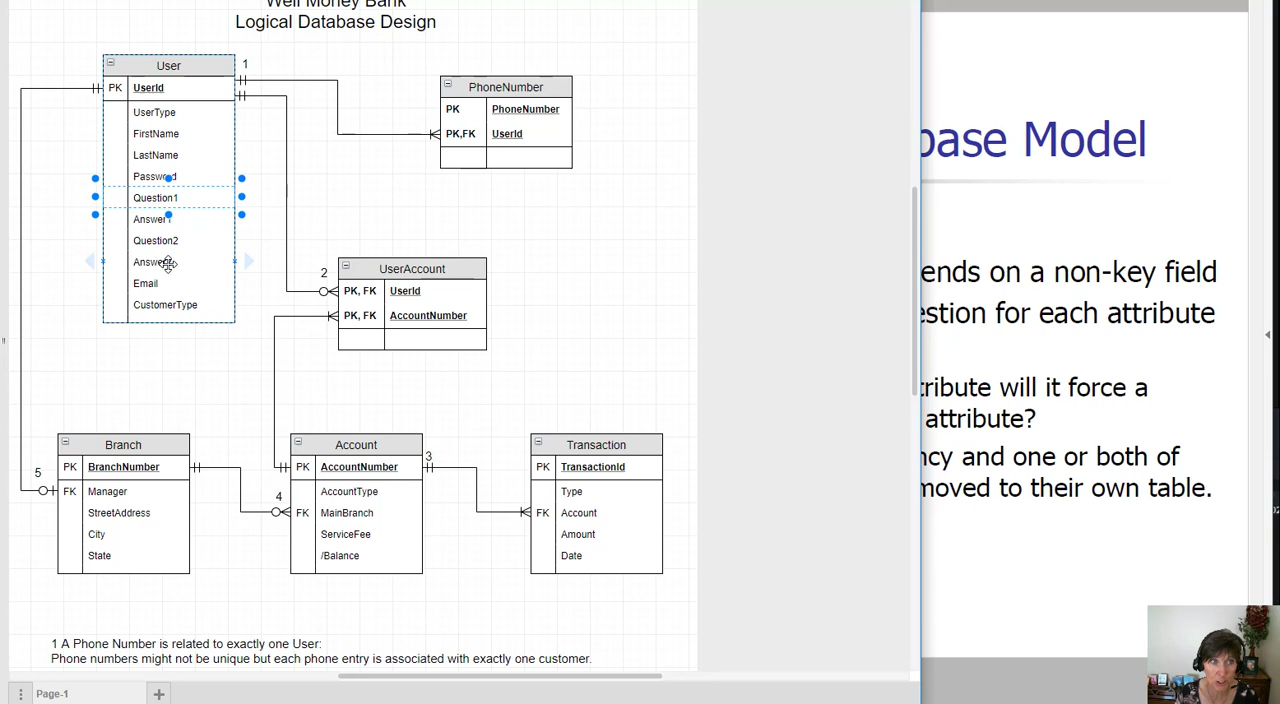 Well Money Bank
Logical Database Design
User
PK UserId
UserType
FirstName
LastName
Password
Question1
Answer1
Question2
Email
CustomerType
1
PhoneNumber
PK PhoneNumber
PK,FK UserId
2
UserAccount
PK, FK UserId
PK, FK AccountNumber
5
Branch
PK BranchNumber
FK Manager
StreetAddress
City
State
4
Account
PK AccountNumber
AccountType
FK MainBranch
ServiceFee
/Balance
3
Transaction
PK TransactionId
Type
FK Account
Amount
Date
1 A Phone Number is related to exactly one User:
Phone numbers might not be unique but each phone entry is associated with exactly one customer.
Page-1
base Model
ends on a non-key field
estion for each attribute
tribute will it force a
attribute?
ncy and one or both of
moved to their own table.